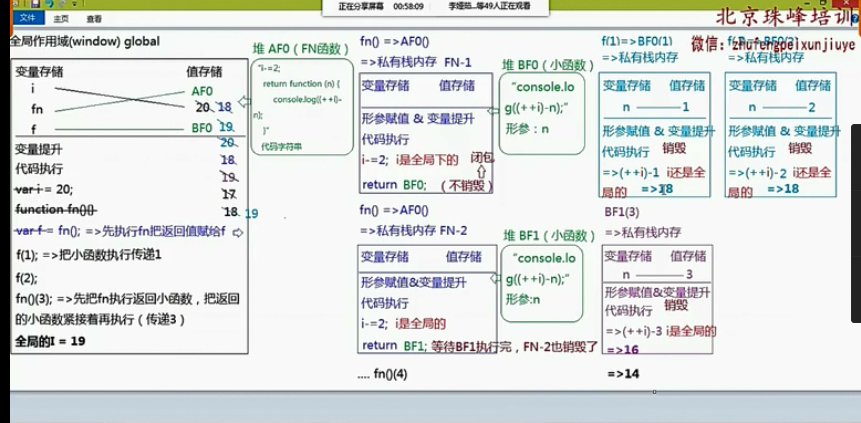 正在分享屏幕 00:58:09 李娅茹...等49人正在观看
文件 主页 查看
北京珠峰培训
微信：zhufengpeixunjiuye
全局作用域(window) global
变量存储 值存储
i
fn
f
AF0
20 18
BF0 19
20
18
19
17
18 19
变量提升
代码执行
var i = 20;
function fn(){}
var f = fn(); =>先执行fn把返回值赋给f
f(1); =>把小函数执行传递1
f(2);
fn()(3); =>先把fn执行返回小函数，把返回
的小函数紧接着再执行（传递3）
全局的I = 19
堆 AF0 ( FN函数 )
"i-=2;
return function (n) {
console.log((++i)-
n);
}"
代码字符串
fn() =>AF0()
=>私有栈内存 FN-1
变量存储 值存储
形参赋值 & 变量提升
代码执行
i-=2; i是全局下的 闭包
return BF0; （不销毁）
堆 BF0 ( 小函数 )
"console.lo
g((++i)-n);"
形参：n
f(1)=>BF0(1)
=>私有栈内存
变量存储 值存储
n 1
形参赋值 & 变量提升
代码执行 销毁
=>(++i)-1 i还是全
局的 =>18
f(2)=>BF0(2)
=>私有栈内存
变量存储 值存储
n 2
形参赋值 & 变量提升
代码执行 销毁
=>(++i)-2 i还是全
局的 =>18
fn() =>AF0()
=>私有栈内存 FN-2
变量存储 值存储
形参赋值&变量提升
代码执行
i-=2; i是全局的
return BF1; 等待BF1执行完，FN-2也销毁了
堆 BF1 ( 小函数 )
"console.lo
g((++i)-n);"
形参:n
BF1(3)
=>私有栈内存
变量存储 值存储
n 3
形参赋值&变量提升
代码执行 销毁
=>(++i)-3 i是全局的
=>16
.... fn()(4) =>14